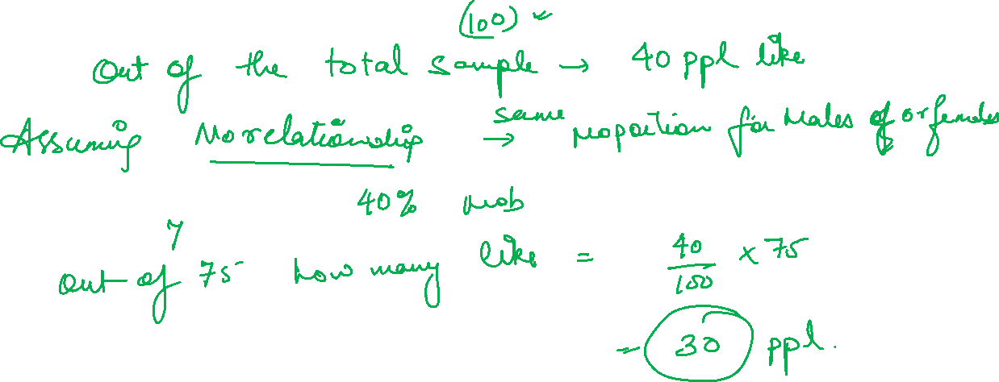 (100)
Out of the total sample → 40 ppl like
Assuming No relationship → same proportion for Males or females
40% prob
out of 75 how many like = 40/100 × 75
= 30 ppl.